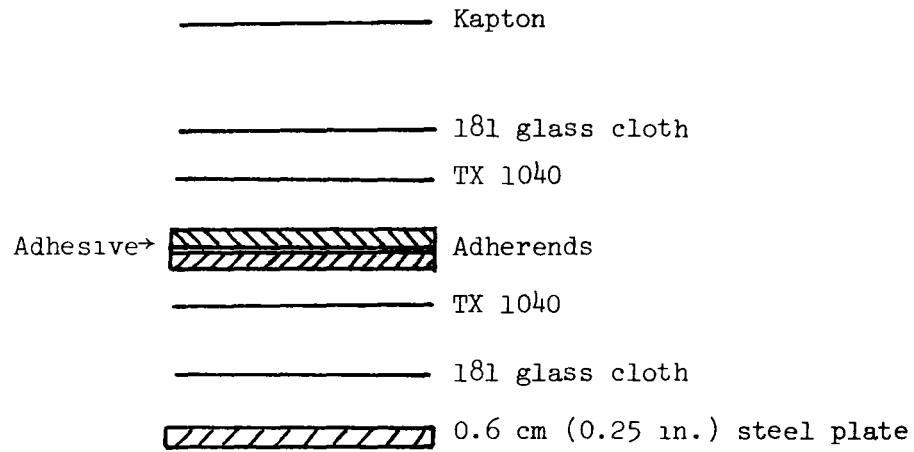 Kapton
181 glass cloth
TX 1040
Adhesive→
Adherends
TX 1040
181 glass cloth
0.6 cm (0.25 in.) steel plate